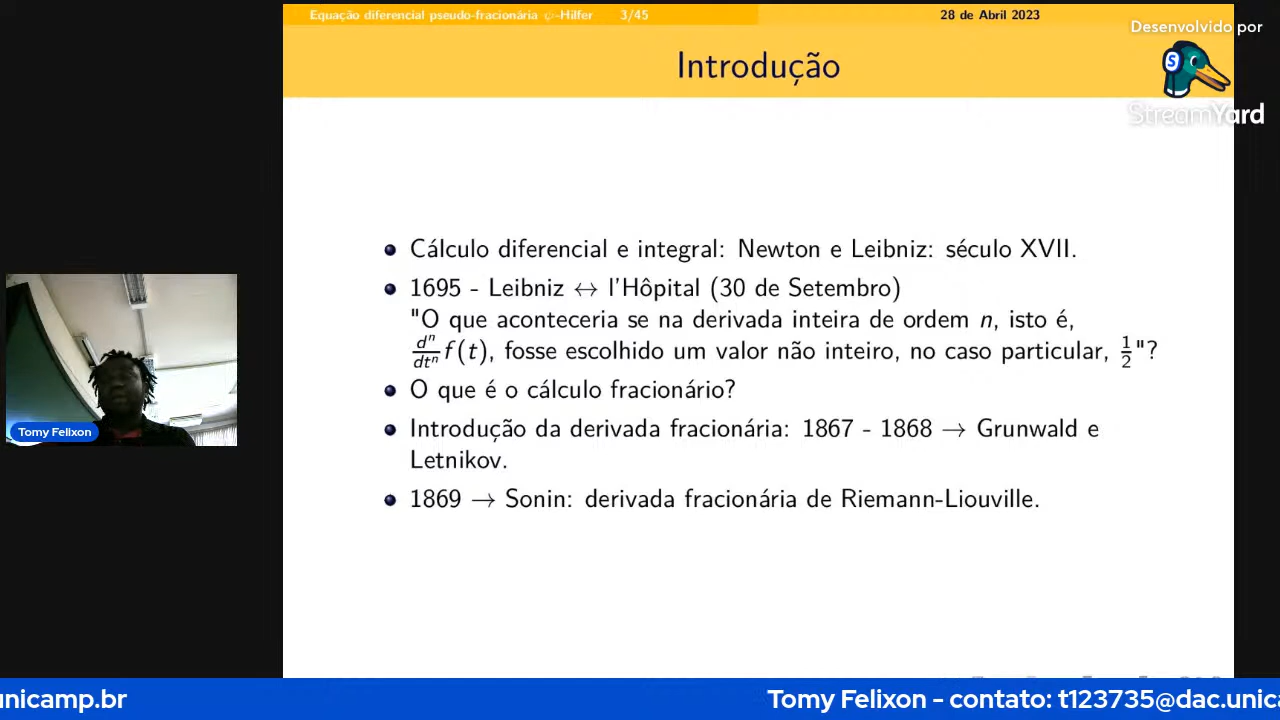 Equação diferencial pseudo-fracionária ψ-Hilfer 3/45 28 de Abril 2023
Desenvolvido por
StreamYard
Introdução
Cálculo diferencial e integral: Newton e Leibniz: século XVII.
1695 - Leibniz ↔ l'Hôpital (30 de Setembro)
"O que aconteceria se na derivada inteira de ordem n, isto é,
dⁿ/dtⁿ f(t), fosse escolhido um valor não inteiro, no caso particular, 1/2"?
O que é o cálculo fracionário?
Introdução da derivada fracionária: 1867 - 1868 → Grunwald e
Letnikov.
1869 → Sonin: derivada fracionária de Riemann-Liouville.
Tomy Felixon
unicamp.br Tomy Felixon - contato: t123735@dac.unica